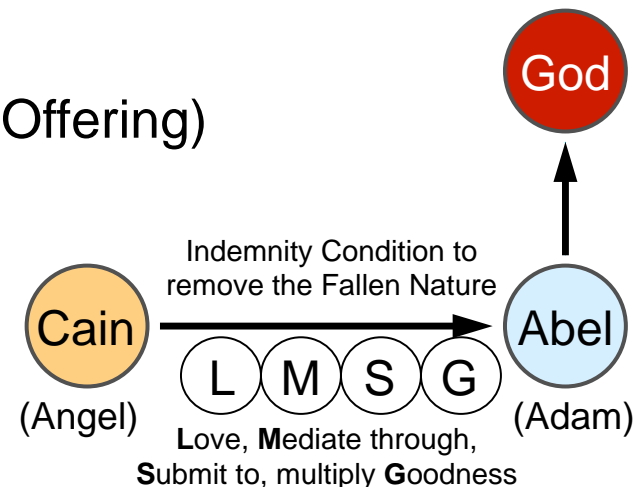 God
Offering)
Indemnity Condition to
remove the Fallen Nature
Cain
Abel
L M S G
(Angel)
(Adam)
Love, Mediate through,
Submit to, multiply Goodness